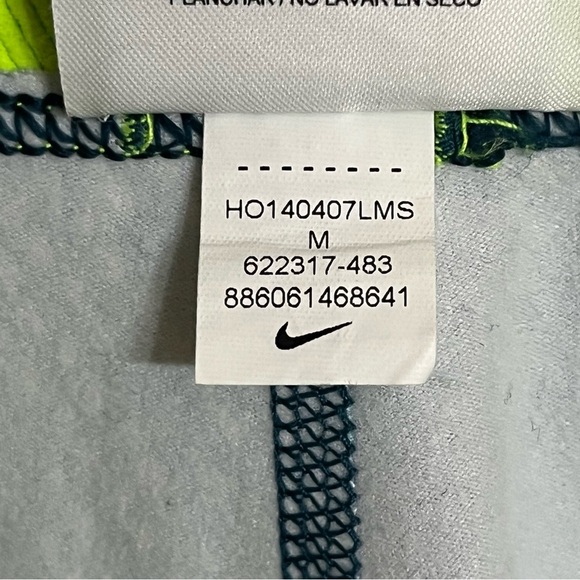 PLANCHAR / NO LAVAR EN SECO
--------
HO140407LMS
M
622317-483
886061468641